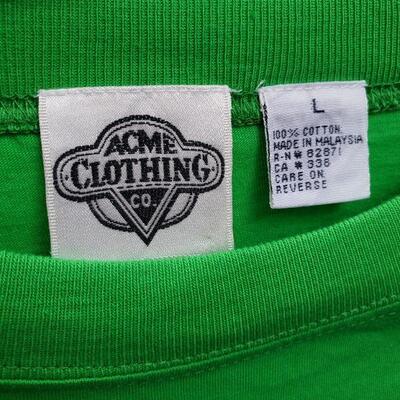 ACME
CLOTHING
CO.
L
100% COTTON
MADE IN MALAYSIA
R-N# 82871
CA # 338
CARE ON
REVERSE